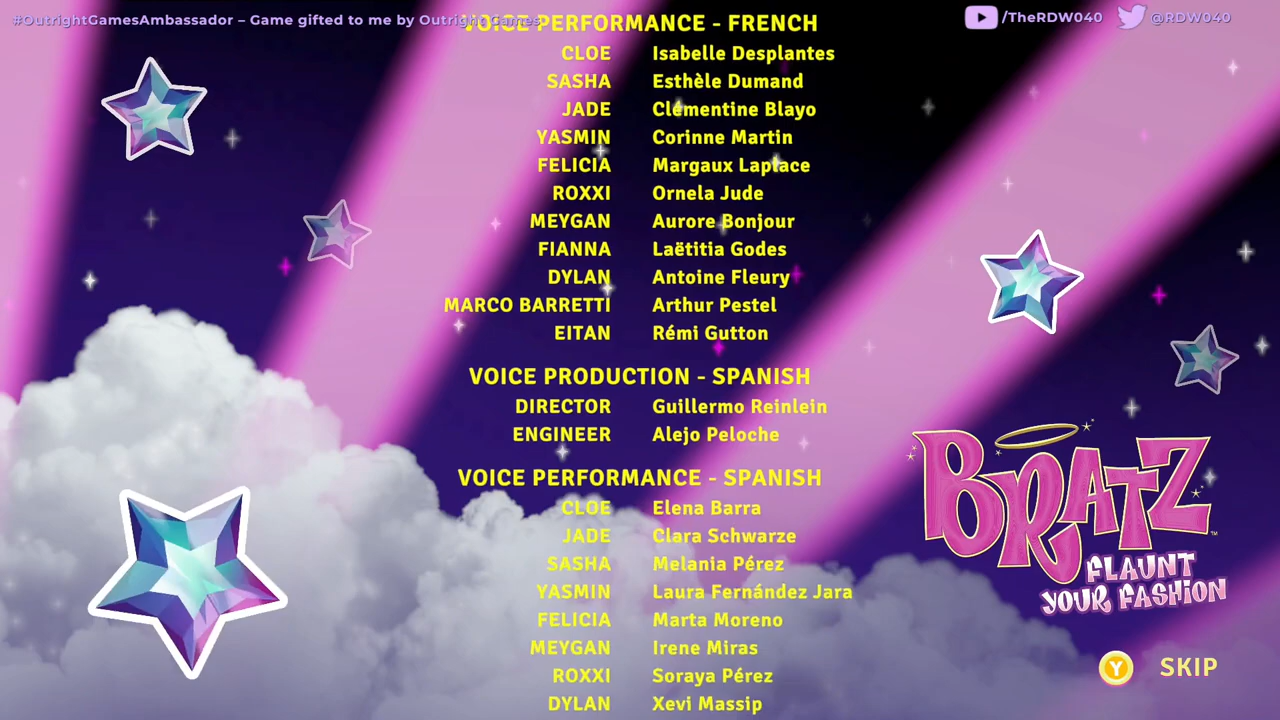 #OutrightGamesAmbassador – Game gifted to me by Outright Games
/TheRDW040
@RDW040
VOICE PERFORMANCE - FRENCH
CLOE Isabelle Desplantes
SASHA Esthèle Dumand
JADE Clémentine Blayo
YASMIN Corinne Martin
FELICIA Margaux Laplace
ROXXI Ornela Jude
MEYGAN Aurore Bonjour
FIANNA Laëtitia Godes
DYLAN Antoine Fleury
MARCO BARRETTI Arthur Pestel
EITAN Rémi Gutton
VOICE PRODUCTION - SPANISH
DIRECTOR Guillermo Reinlein
ENGINEER Alejo Peloche
VOICE PERFORMANCE - SPANISH
CLOE Elena Barra
JADE Clara Schwarze
SASHA Melania Pérez
YASMIN Laura Fernández Jara
FELICIA Marta Moreno
MEYGAN Irene Miras
ROXXI Soraya Pérez
DYLAN Xevi Massip
BRATZ™
FLAUNT
YOUR FASHION
Y SKIP